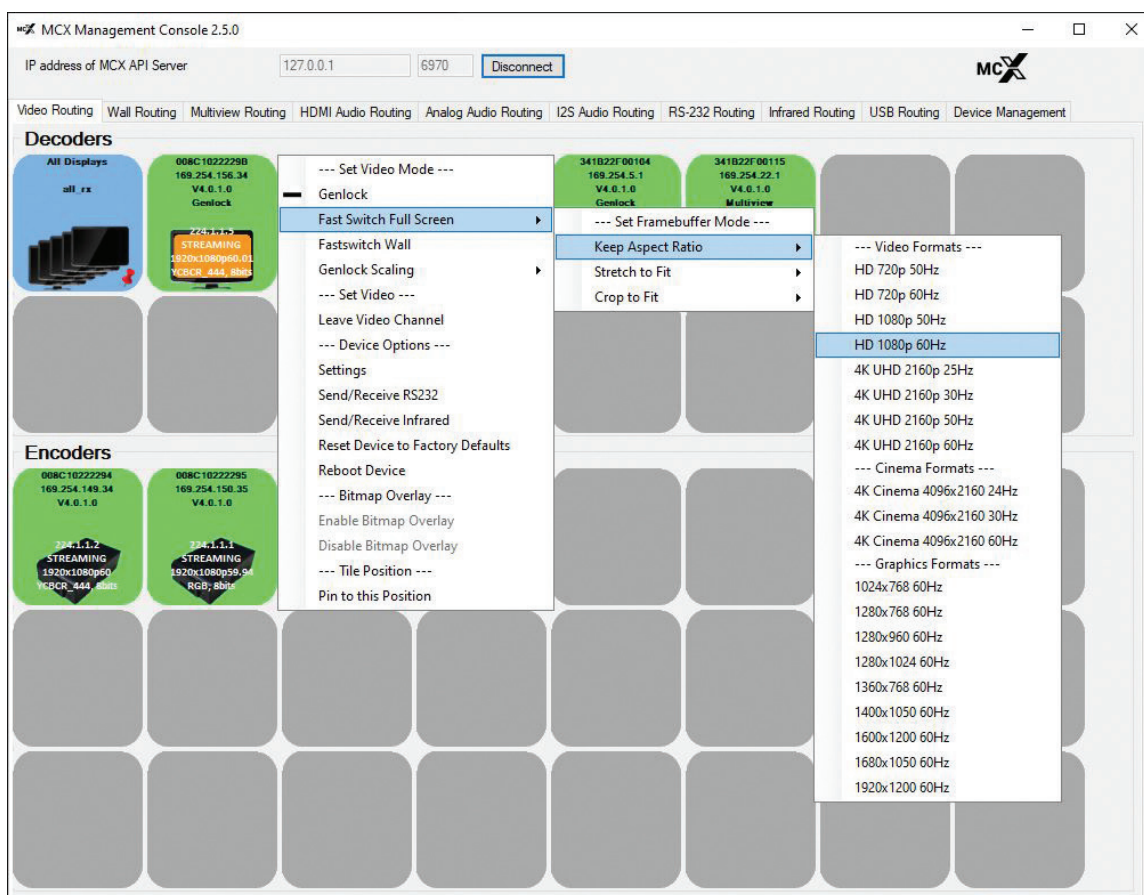 MCX MCX Management Console 2.5.0
IP address of MCX API Server 127.0.0.1 6970 Disconnect
MCX
Video Routing Wall Routing Multiview Routing HDMI Audio Routing Analog Audio Routing I2S Audio Routing RS-232 Routing Infrared Routing USB Routing Device Management
Decoders
All Displays
all_rx
008C1022229B
169.254.156.34
V4.0.1.0
Genlock
224.1.1.3
STREAMING
1920x1080p60.01
YCBCR_444, 8bits
341B22F00104
169.254.5.1
V4.0.1.0
Genlock
341B22F00115
169.254.22.1
V4.0.1.0
Multiview
--- Set Video Mode ---
Genlock
Fast Switch Full Screen
Fastswitch Wall
Genlock Scaling
--- Set Video ---
Leave Video Channel
--- Device Options ---
Settings
Send/Receive RS232
Send/Receive Infrared
Reset Device to Factory Defaults
Reboot Device
--- Bitmap Overlay ---
Enable Bitmap Overlay
Disable Bitmap Overlay
--- Tile Position ---
Pin to this Position
--- Set Framebuffer Mode ---
Keep Aspect Ratio
Stretch to Fit
Crop to Fit
--- Video Formats ---
HD 720p 50Hz
HD 720p 60Hz
HD 1080p 50Hz
HD 1080p 60Hz
4K UHD 2160p 25Hz
4K UHD 2160p 30Hz
4K UHD 2160p 50Hz
4K UHD 2160p 60Hz
--- Cinema Formats ---
4K Cinema 4096x2160 24Hz
4K Cinema 4096x2160 30Hz
4K Cinema 4096x2160 60Hz
--- Graphics Formats ---
1024x768 60Hz
1280x768 60Hz
1280x960 60Hz
1280x1024 60Hz
1360x768 60Hz
1400x1050 60Hz
1600x1200 60Hz
1680x1050 60Hz
1920x1200 60Hz
Encoders
008C10222294
169.254.149.34
V4.0.1.0
224.1.1.2
STREAMING
1920x1080p60
YCBCR_444, 8bits
008C10222295
169.254.150.35
V4.0.1.0
224.1.1.1
STREAMING
1920x1080p59.94
RGB, 8bits